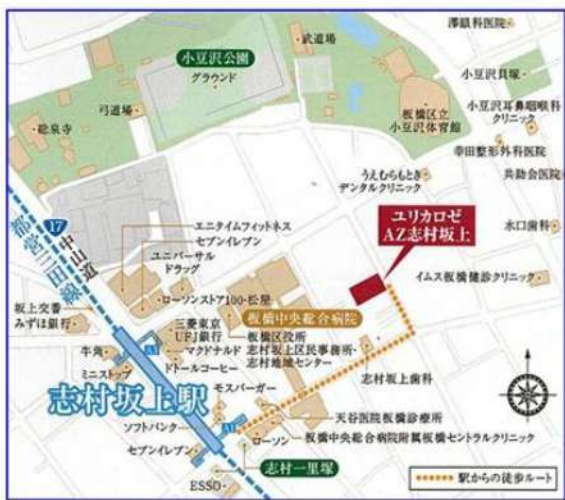 武道場
澤藤科医院
小豆沢公園
グラウンド
小豆沢貝塚
弓道場
小豆沢耳鼻咽喉科
クリニック
総泉寺
板橋区立
小豆沢体育館
幸田整形外科医院
共助会医院
うえむらもとき
デンタルクリニック
17
中山道
都営三田線
エニタイムフィットネス
セブンイレブン
ユニバーサル
ドラッグ
ユリカロゼ
AZ志村坂上
水口歯科
イムス板橋健診クリニック
ローソンストア100・松屋
板橋中央総合病院
坂上交番
みずほ銀行
三菱東京
UFJ銀行
板橋区役所
志村坂上区民事務所・
志村地域センター
牛角
A3
マクドナルド
ドトールコーヒー
ミニストップ
モスバーガー
志村坂上歯科
志村坂上駅
天谷医院板橋診療所
ソフトバンク
A1
ローソン
板橋中央総合病院附属板橋セントラルクリニック
セブンイレブン
志村一里塚
ESSO
駅からの徒歩ルート